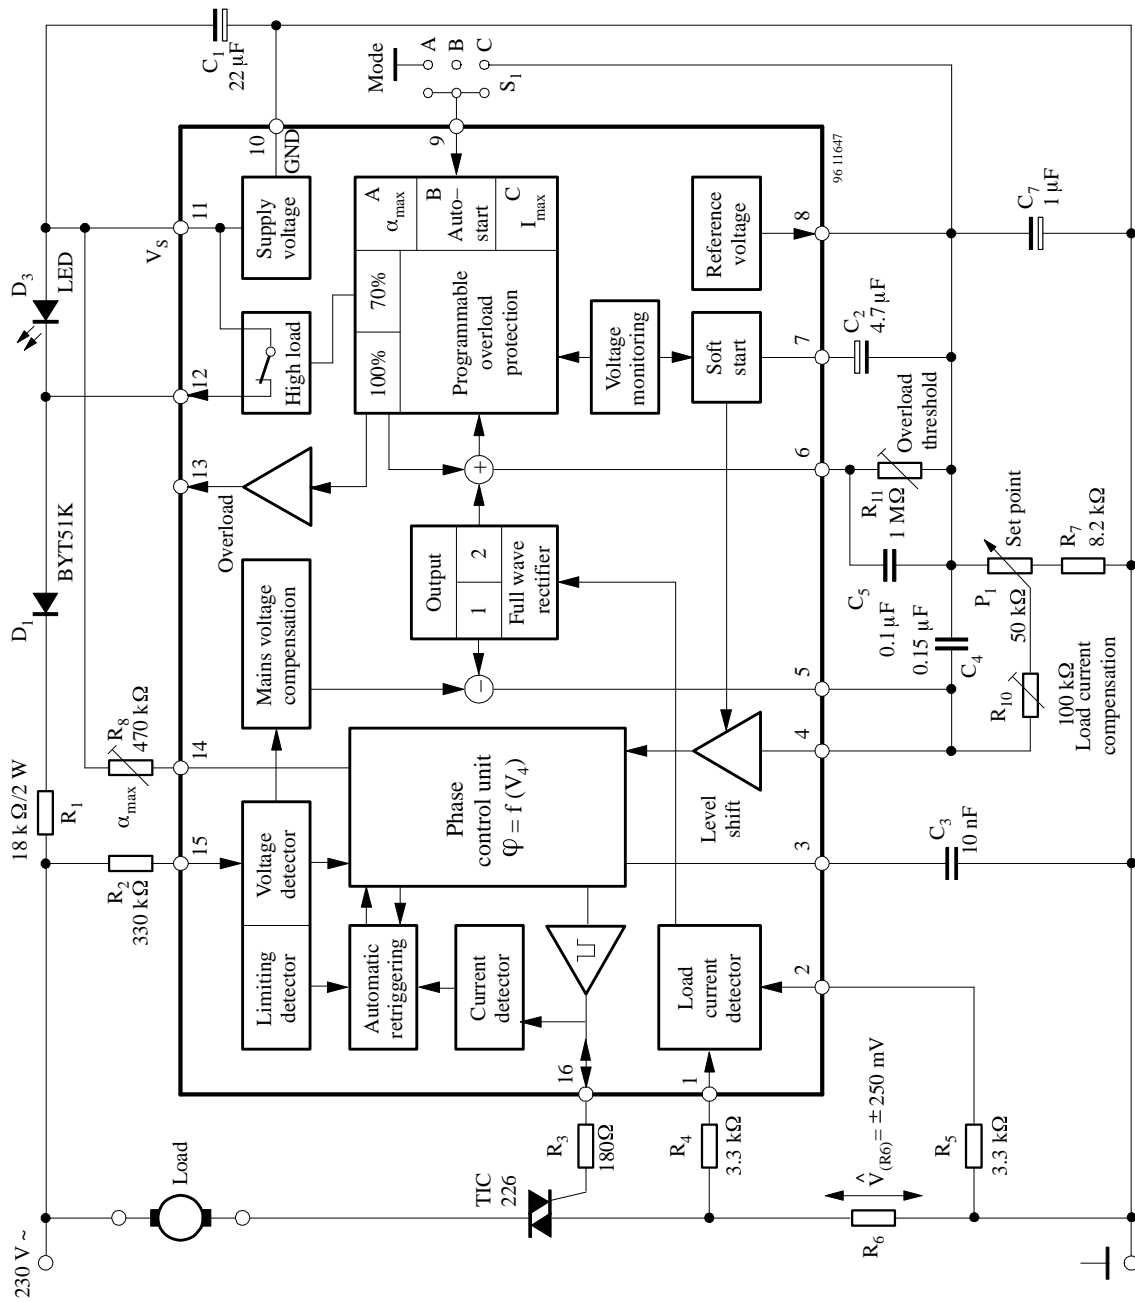 230 V ~
Load
18 kΩ/2 W
R1
D1
BYT51K
D3
LED
C1
22 μF
R2
330 kΩ
αmax
R8
470 kΩ
VS
15
14
13
12
11
10
GND
Mode
A
B
C
S1
9
Limiting
detector
Voltage
detector
Mains voltage
compensation
Overload
High load
Supply
voltage
Automatic
retriggering
Current
detector
Phase
control unit
φ = f (V4)
Output
1
2
Full wave
rectifier
100%
70%
A
αmax
B
Auto–
start
C
Imax
Programmable
overload
protection
–
+
Voltage
monitoring
Reference
voltage
Soft
start
Level
shift
Load
current
detector
TIC
226
R3
180Ω
16
R4
3.3 kΩ
1
2
3
4
5
6
7
8
96 11647
R6
V̂(R6) = ± 250 mV
R5
3.3 kΩ
C3
10 nF
R10
100 kΩ
Load current
compensation
C4
0.15 μF
C5
0.1 μF
P1
50 kΩ
Set point
R7
8.2 kΩ
R11
1 MΩ
Overload
threshold
C2
4.7 μF
C7
1 μF